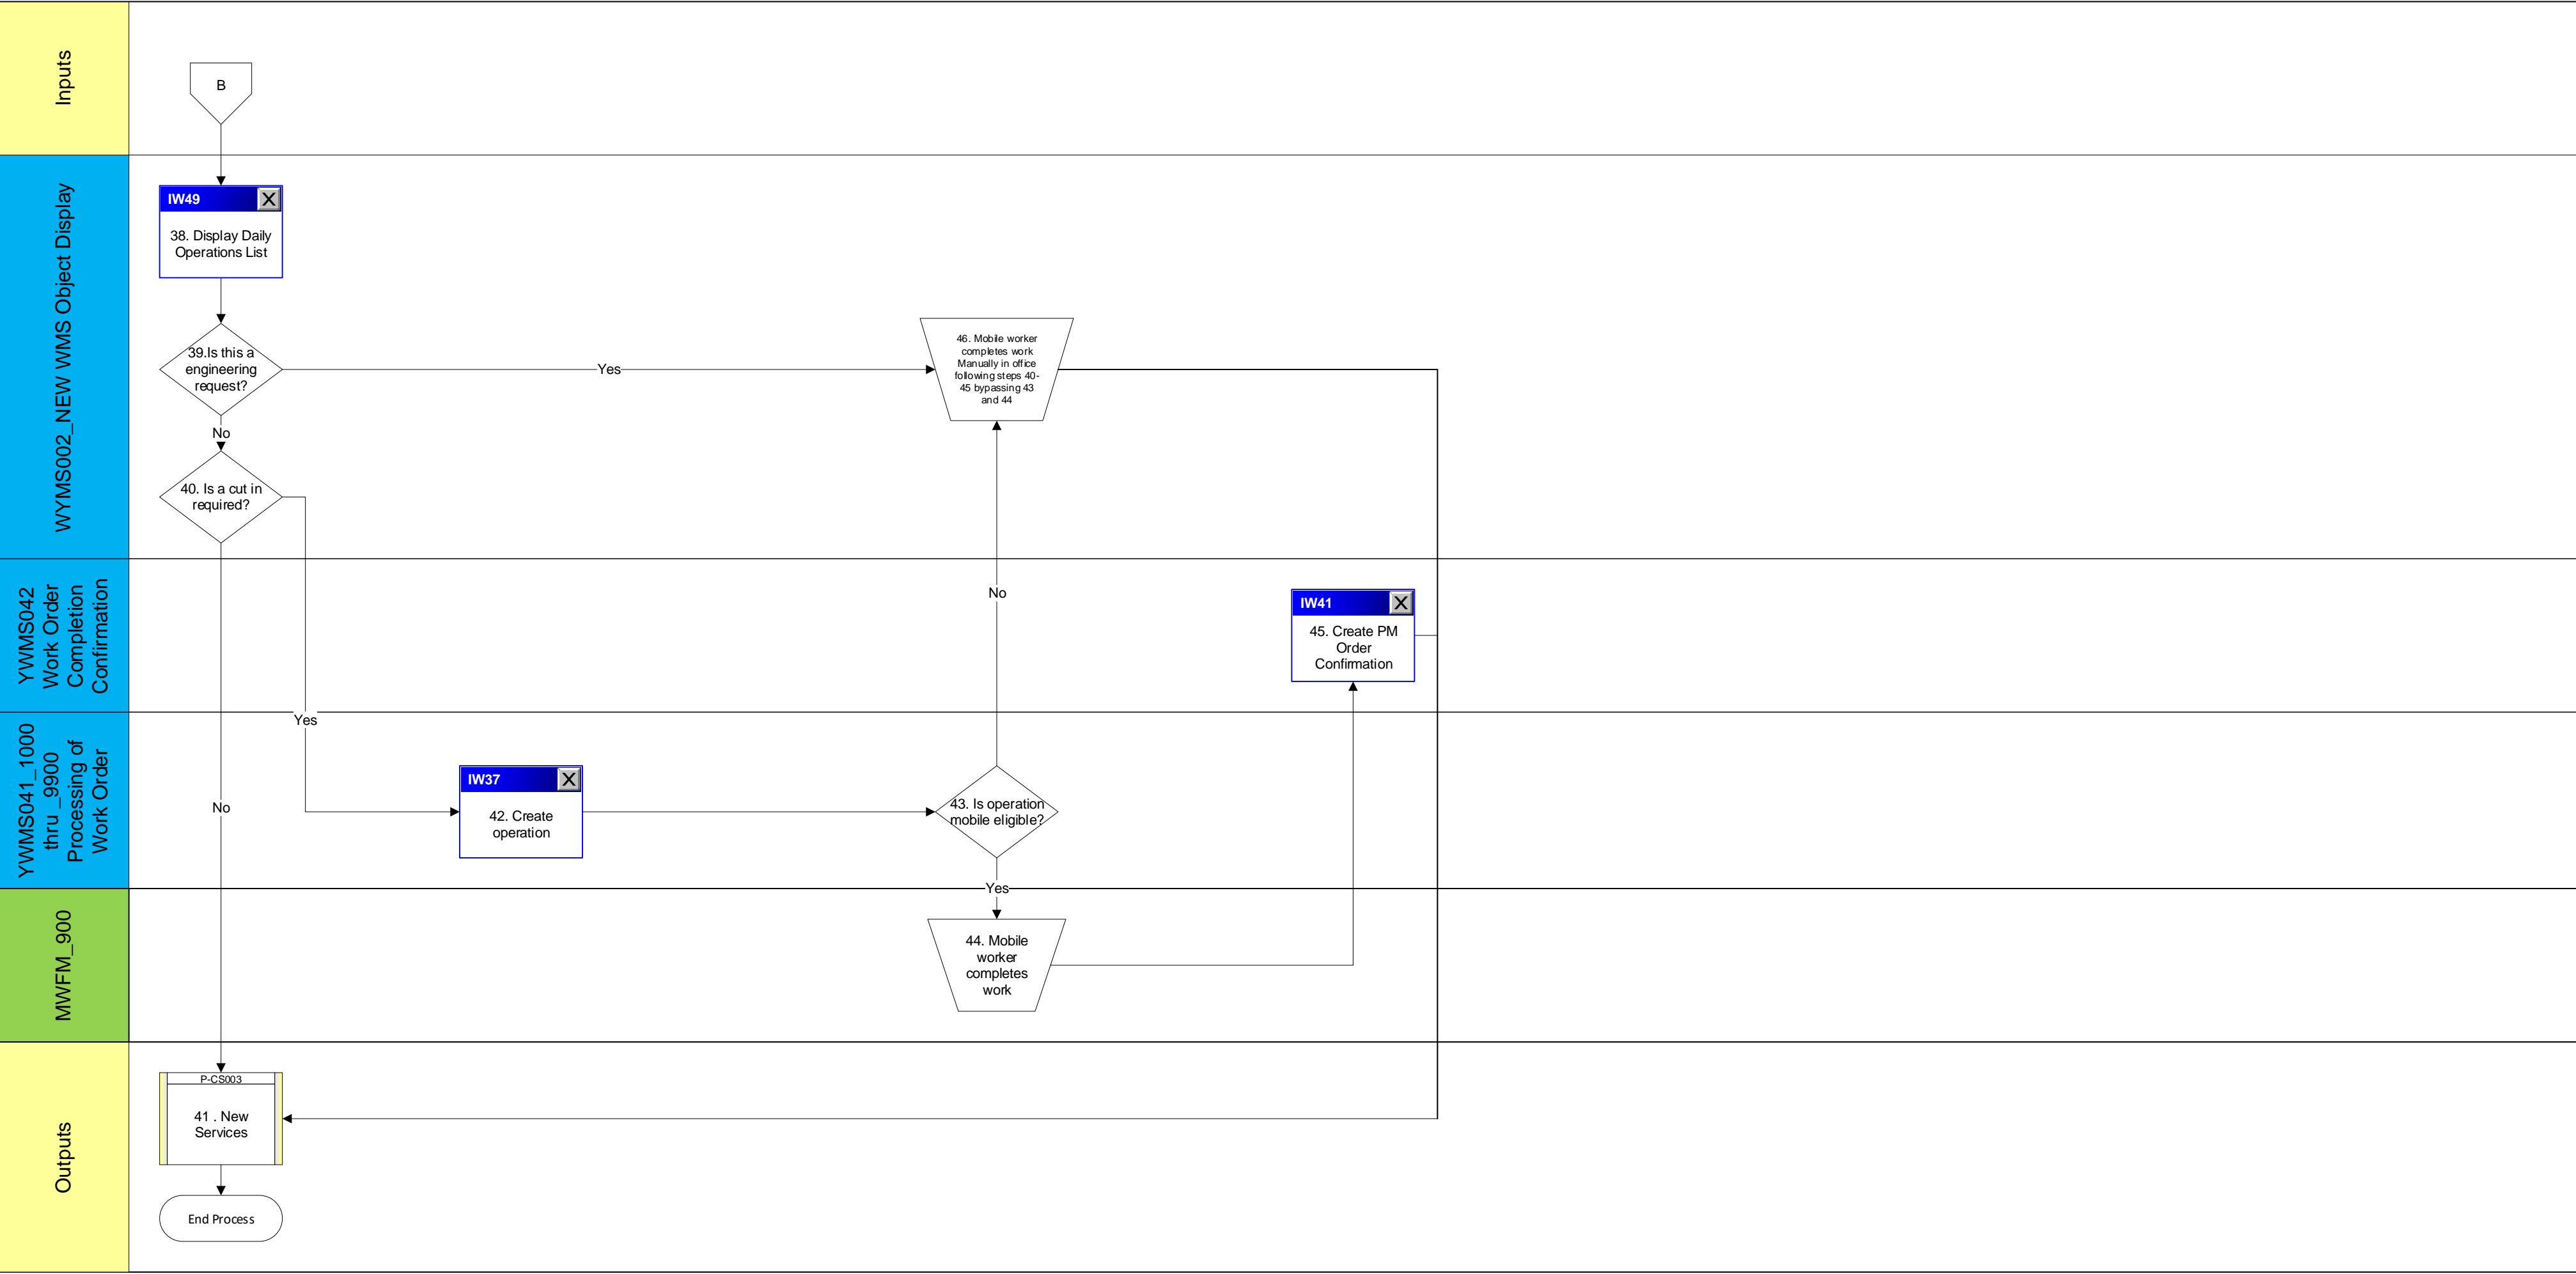 Inputs
B
WYMS002_NEW WMS Object Display
IW49
X
38. Display Daily
Operations List
39.Is this a
engineering
request?
Yes
46. Mobile worker
completes work
Manually in office
following steps 40-
45 bypassing 43
and 44
No
40. Is a cut in
required?
YWMS042
Work Order
Completion
Confirmation
No
IW41
X
45. Create PM
Order
Confirmation
Yes
YWMS041_1000
thru _9900
Processing of
Work Order
No
IW37
X
42. Create
operation
43. Is operation
mobile eligible?
Yes
MWFM_900
44. Mobile
worker
completes
work
Outputs
P-CS003
41 . New
Services
End Process